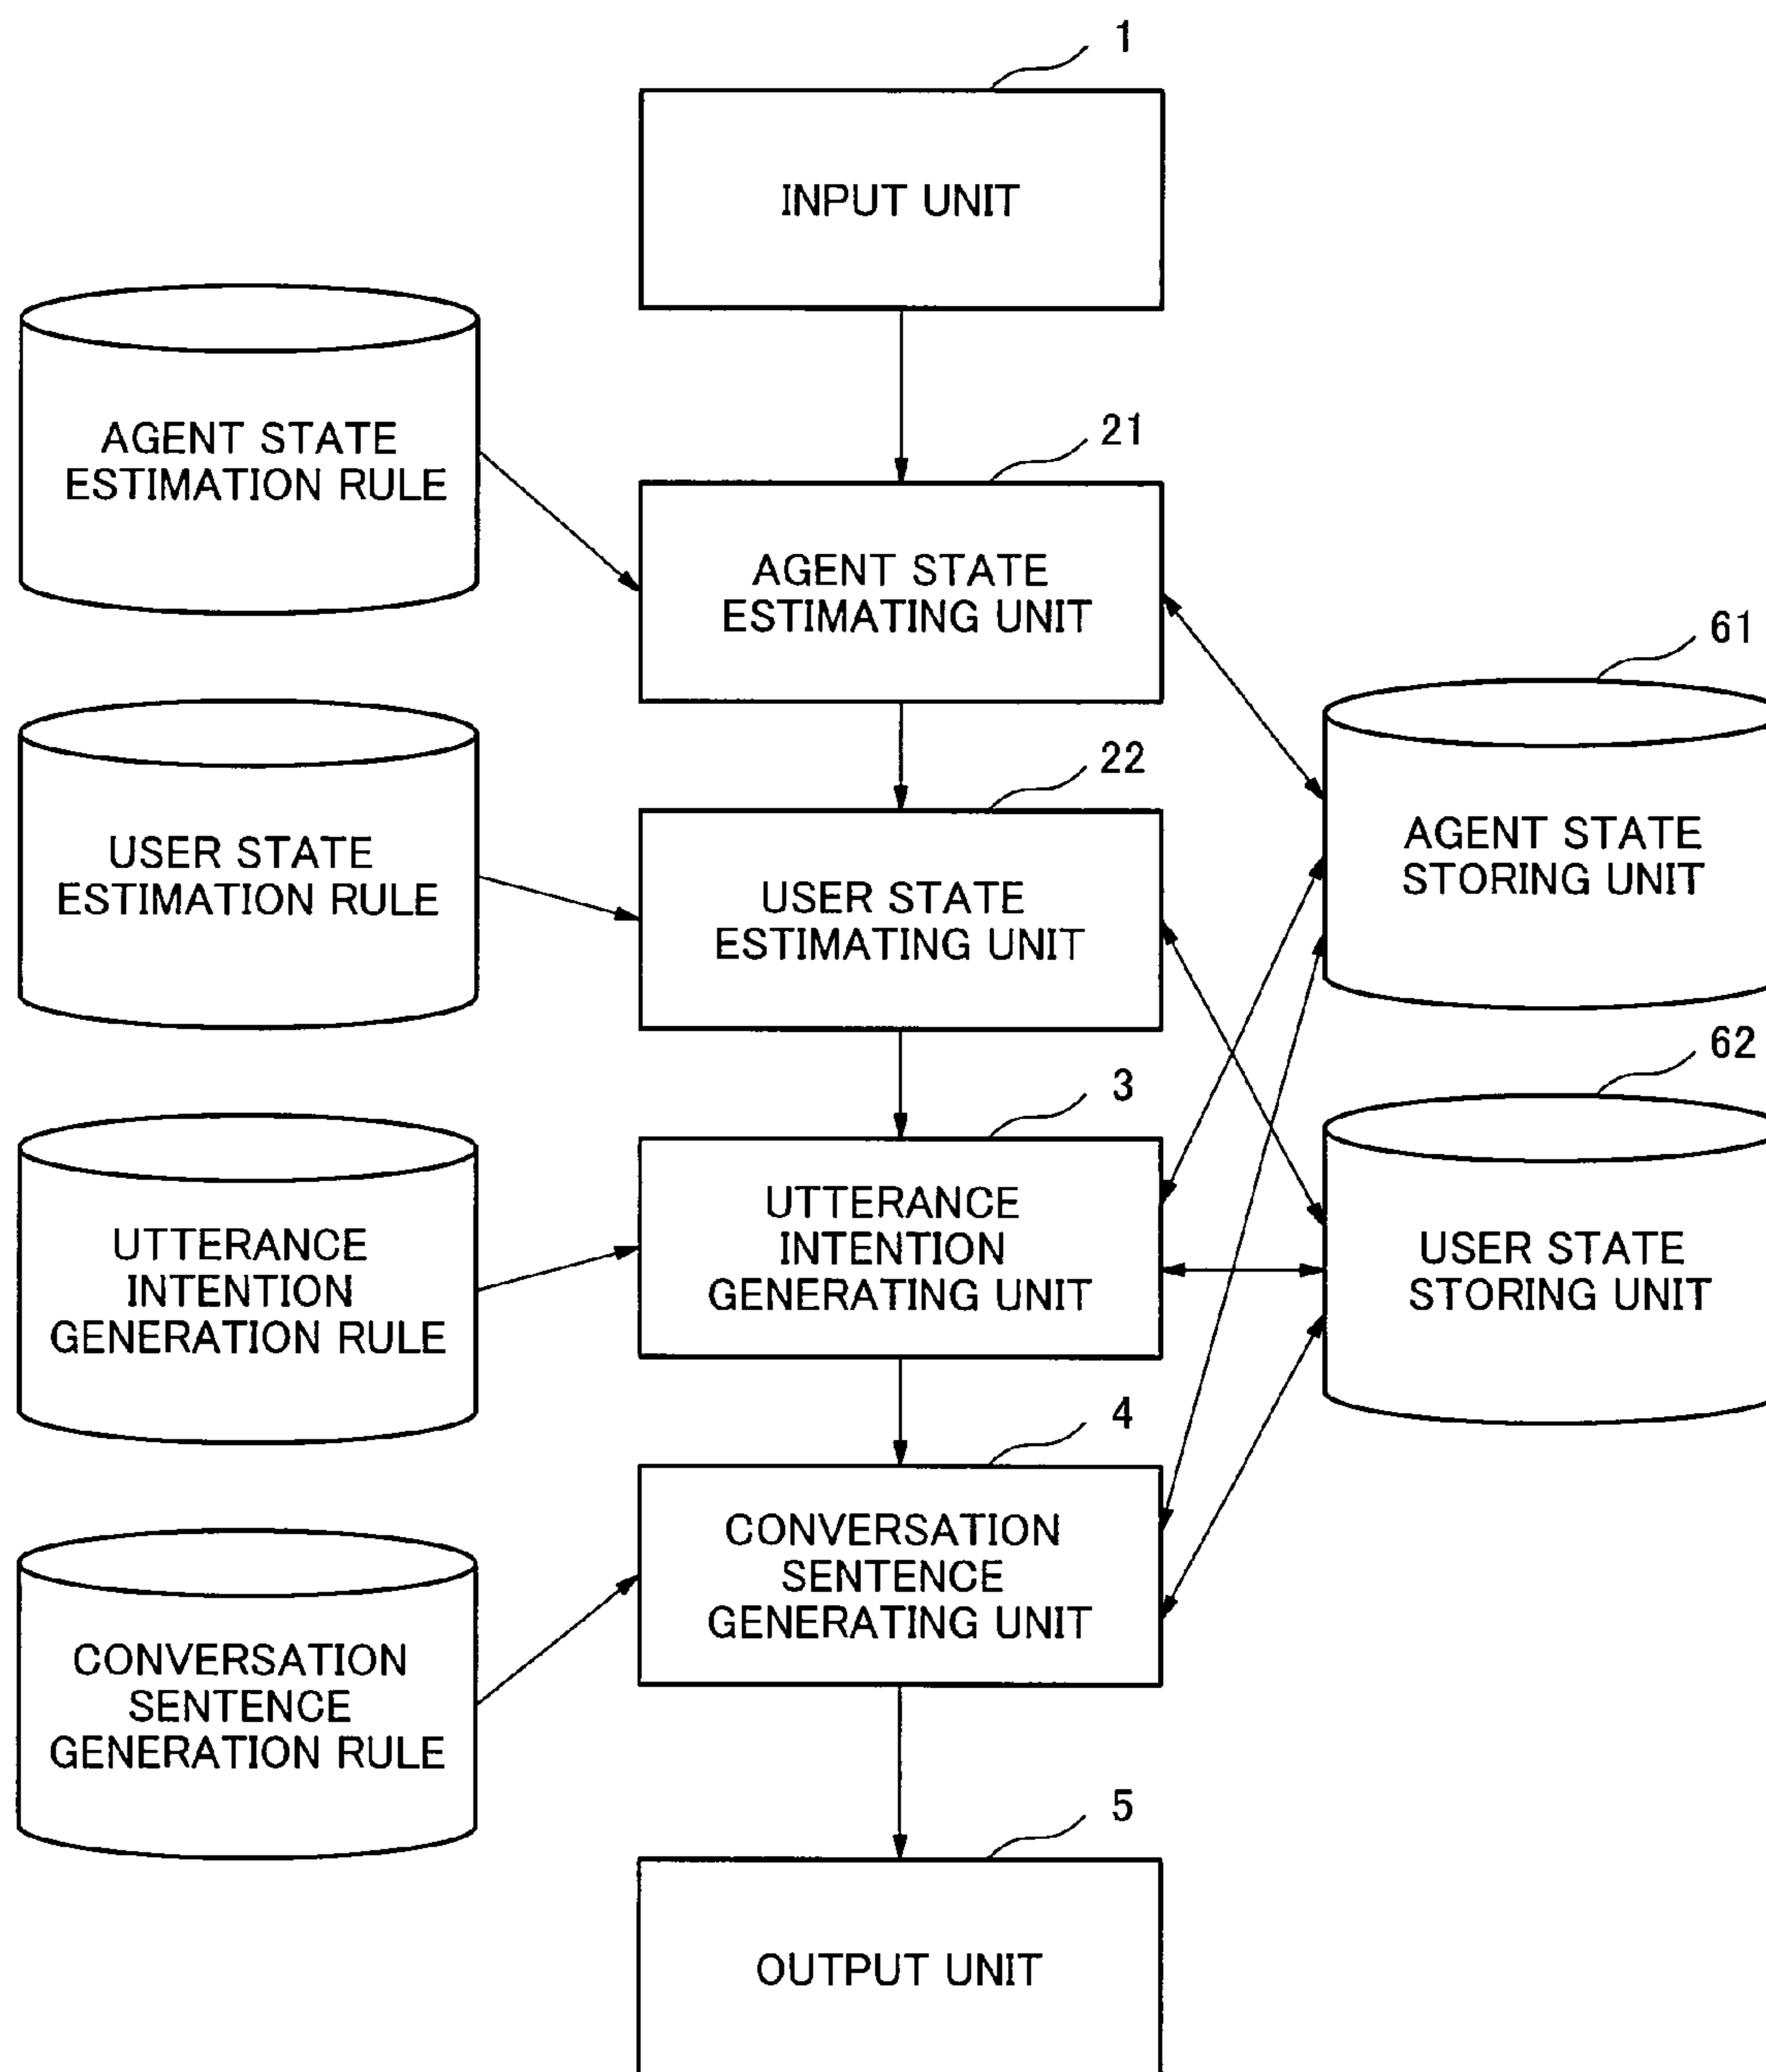 1
INPUT UNIT
AGENT STATE
ESTIMATION RULE
21
AGENT STATE
ESTIMATING UNIT
61
AGENT STATE
STORING UNIT
22
USER STATE
ESTIMATION RULE
USER STATE
ESTIMATING UNIT
62
USER STATE
STORING UNIT
3
UTTERANCE
INTENTION
GENERATION RULE
UTTERANCE
INTENTION
GENERATING UNIT
4
CONVERSATION
SENTENCE
GENERATING UNIT
CONVERSATION
SENTENCE
GENERATION RULE
5
OUTPUT UNIT